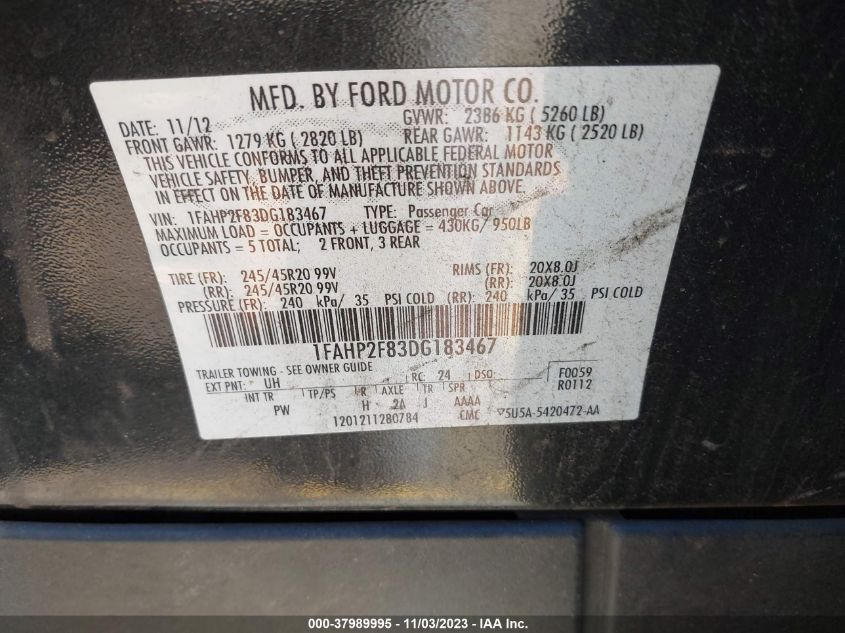 MFD. BY FORD MOTOR CO.
DATE: 11/12 GVWR: 2386 KG ( 5260 LB)
FRONT GAWR: 1279 KG ( 2820 LB) REAR GAWR: 1143 KG ( 2520 LB)
THIS VEHICLE CONFORMS TO ALL APPLICABLE FEDERAL MOTOR
VEHICLE SAFETY, BUMPER, AND THEFT PREVENTION STANDARDS
IN EFFECT ON THE DATE OF MANUFACTURE SHOWN ABOVE.
VIN: 1FAHP2F83DG183467 TYPE: Passenger Car
MAXIMUM LOAD = OCCUPANTS + LUGGAGE = 430KG/ 950LB
OCCUPANTS = 5 TOTAL; 2 FRONT, 3 REAR
TIRE (FR): 245/45R20 99V RIMS (FR): 20X8.0J
(RR): 245/45R20 99V (RR): 20X8.0J
PRESSURE (FR): 240 kPa/ 35 PSI COLD (RR): 240 kPa/ 35 PSI COLD
1FAHP2F83DG183467
TRAILER TOWING - SEE OWNER GUIDE
EXT PNT: UH RC: 24 DSO: F0059
R0112
INT TR TP/PS R AXLE TR SPR
PW H 2A J AAAA
1201211280784 CMC ▽5U5A-5420472-AA
000-37989995 - 11/03/2023 - IAA Inc.